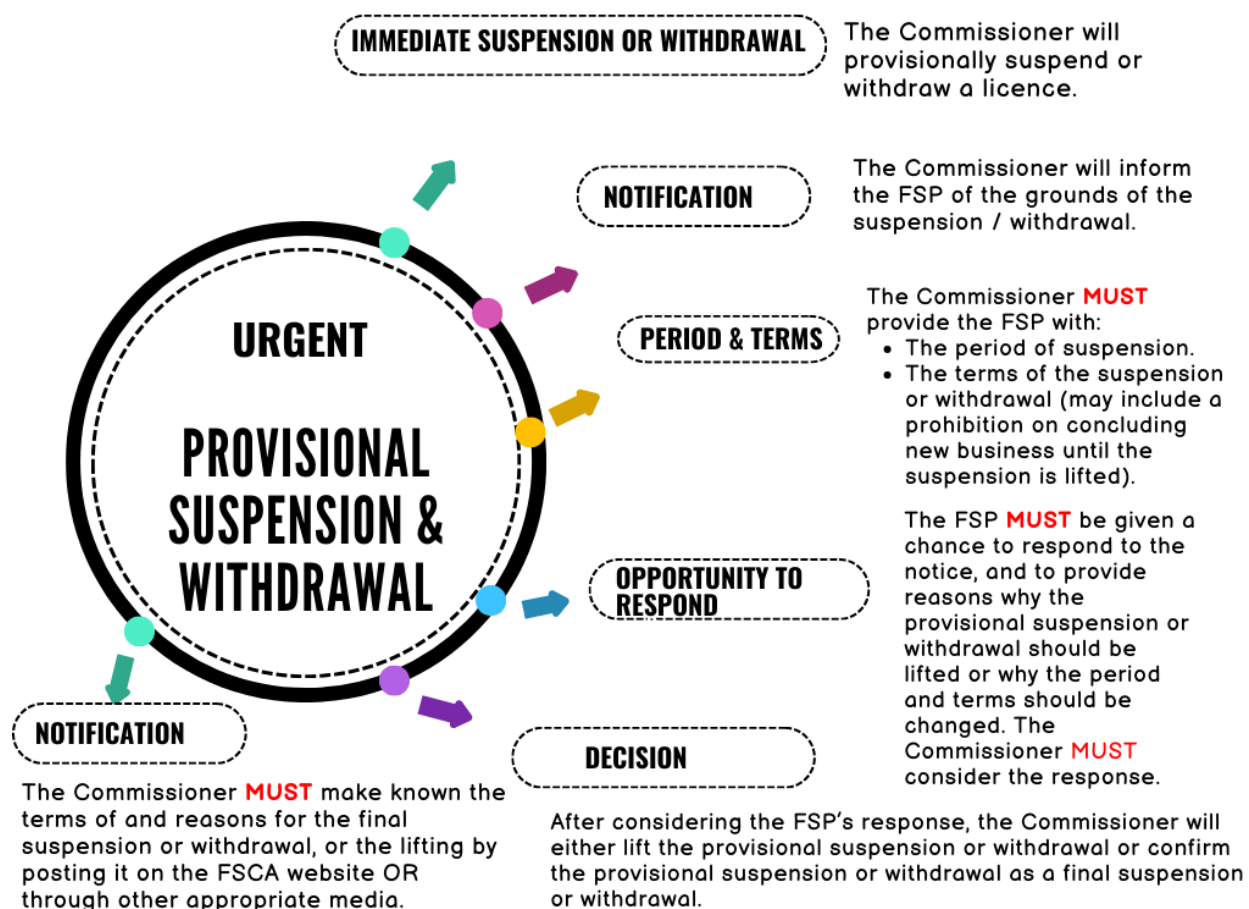 IMMEDIATE SUSPENSION OR WITHDRAWAL
The Commissioner will
provisionally suspend or
withdraw a licence.
NOTIFICATION
The Commissioner will inform
the FSP of the grounds of the
suspension / withdrawal.
URGENT
PROVISIONAL
SUSPENSION &
WITHDRAWAL
PERIOD & TERMS
The Commissioner MUST
provide the FSP with:
• The period of suspension.
• The terms of the suspension
or withdrawal (may include a
prohibition on concluding
new business until the
suspension is lifted).
OPPORTUNITY TO
RESPOND
The FSP MUST be given a
chance to respond to the
notice, and to provide
reasons why the
provisional suspension or
withdrawal should be
lifted or why the period
and terms should be
changed. The
Commissioner MUST
consider the response.
DECISION
After considering the FSP's response, the Commissioner will
either lift the provisional suspension or withdrawal or confirm
the provisional suspension or withdrawal as a final suspension
or withdrawal.
NOTIFICATION
The Commissioner MUST make known the
terms of and reasons for the final
suspension or withdrawal, or the lifting by
posting it on the FSCA website OR
through other appropriate media.